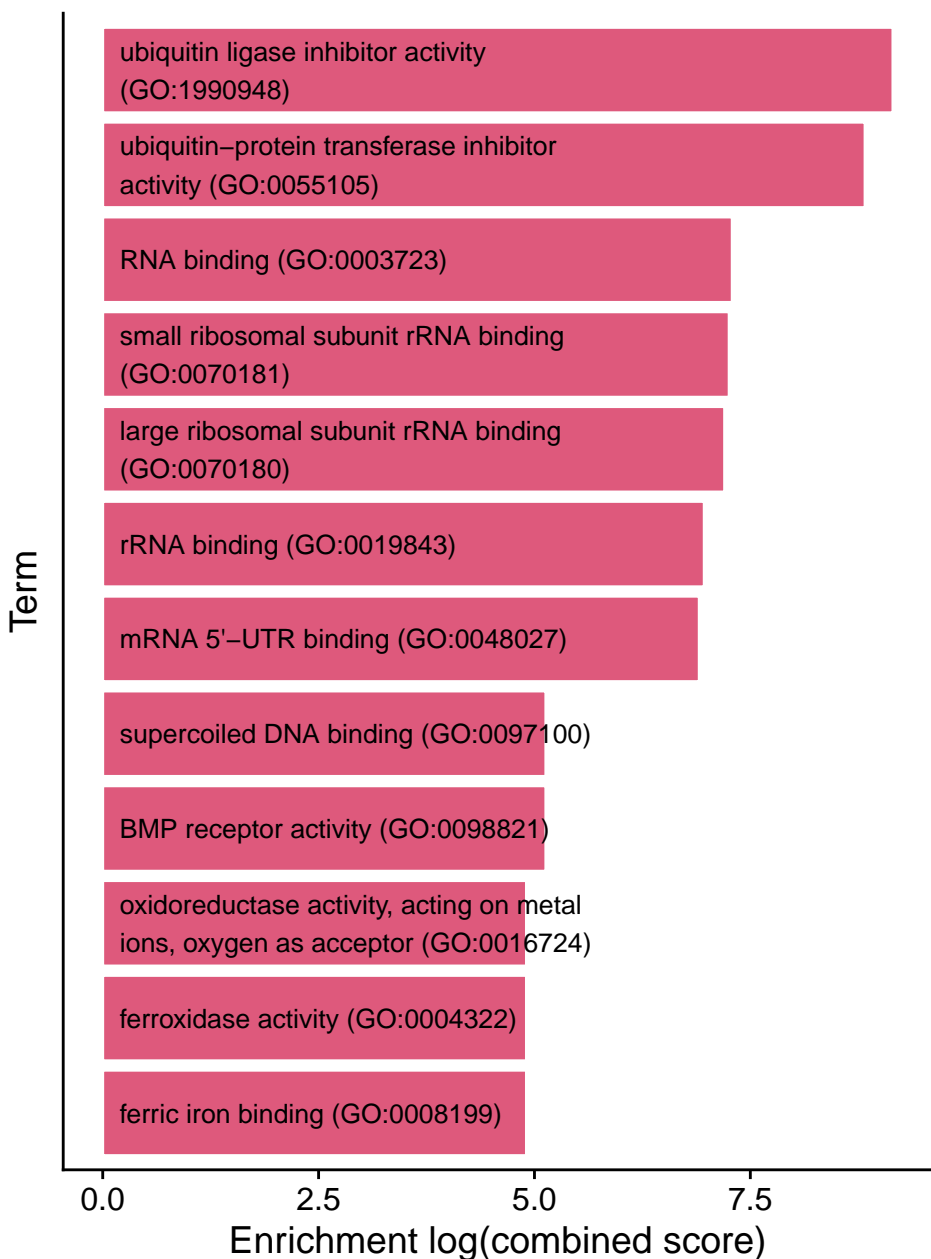 ubiquitin ligase inhibitor activity
(GO:1990948)
ubiquitin−protein transferase inhibitor
activity (GO:0055105)
RNA binding (GO:0003723)
small ribosomal subunit rRNA binding
(GO:0070181)
large ribosomal subunit rRNA binding
(GO:0070180)
rRNA binding (GO:0019843)
mRNA 5'−UTR binding (GO:0048027)
supercoiled DNA binding (GO:0097100)
BMP receptor activity (GO:0098821)
oxidoreductase activity, acting on metal
ions, oxygen as acceptor (GO:0016724)
ferroxidase activity (GO:0004322)
ferric iron binding (GO:0008199)
Term
0.0 2.5 5.0 7.5
Enrichment log(combined score)